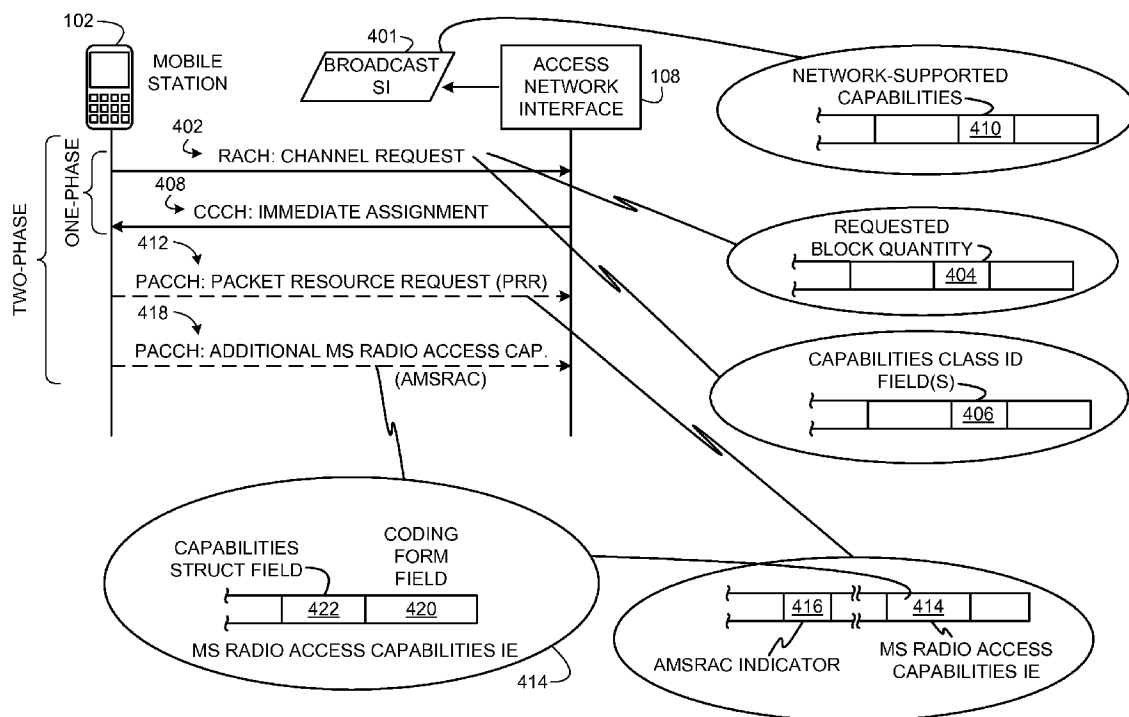 102
MOBILE
STATION
401
BROADCAST
SI
ACCESS
NETWORK
INTERFACE
108
NETWORK-SUPPORTED
CAPABILITIES
410
TWO-PHASE
ONE-PHASE
402
RACH: CHANNEL REQUEST
408
CCCH: IMMEDIATE ASSIGNMENT
412
PACCH: PACKET RESOURCE REQUEST (PRR)
418
PACCH: ADDITIONAL MS RADIO ACCESS CAP.
(AMSRAC)
REQUESTED
BLOCK QUANTITY
404
CAPABILITIES CLASS ID
FIELD(S)
406
CAPABILITIES
STRUCT FIELD
CODING
FORM
FIELD
422
420
MS RADIO ACCESS CAPABILITIES IE
414
416
414
AMSRAC INDICATOR
MS RADIO ACCESS
CAPABILITIES IE